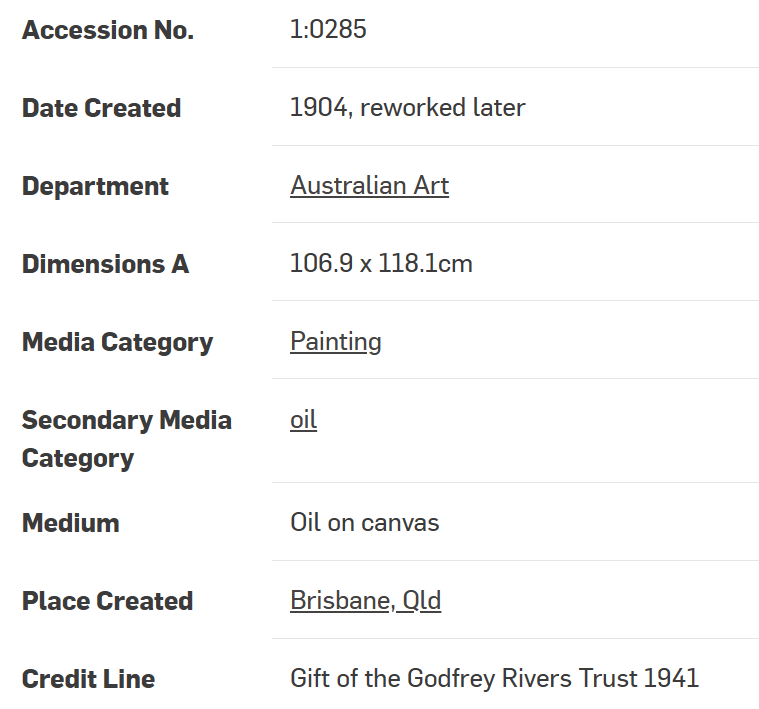 Accession No. 1:0285
Date Created 1904, reworked later
Department Australian Art
Dimensions A 106.9 x 118.1cm
Media Category Painting
Secondary Media oil
Category
Medium Oil on canvas
Place Created Brisbane, Qld
Credit Line Gift of the Godfrey Rivers Trust 1941